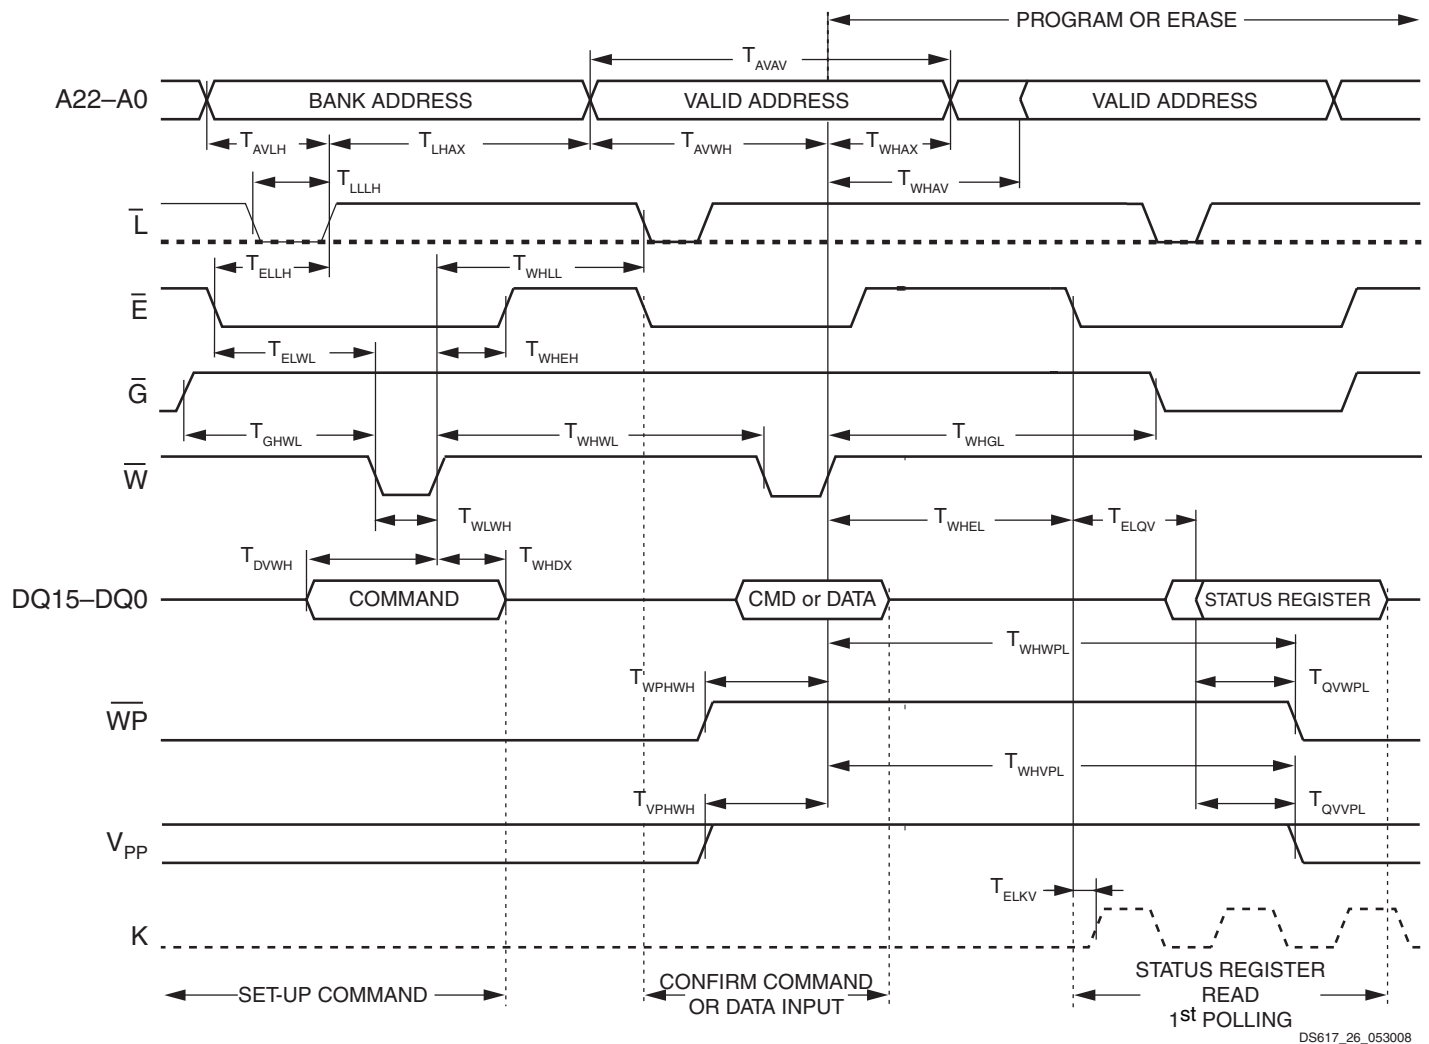 PROGRAM OR ERASE
TAVAV
A22–A0 BANK ADDRESS VALID ADDRESS VALID ADDRESS
TAVLH TLHAX TAVWH TWHAX
TLLLH TWHAV
L̅
TELLH TWHLL
E̅
TELWL TWHEH
G̅
TGHWL TWHWL TWHGL
W̅
TWLWH TWHEL TELQV
TDVWH TWHDX
DQ15–DQ0 COMMAND CMD or DATA STATUS REGISTER
TWHWPL
TWPHWH TQVWPL
W̅P̅
TWHVPL
TVPHWH TQVVPL
VPP
TELKV
K
SET-UP COMMAND
CONFIRM COMMAND
OR DATA INPUT
STATUS REGISTER
READ
1st POLLING
DS617_26_053008